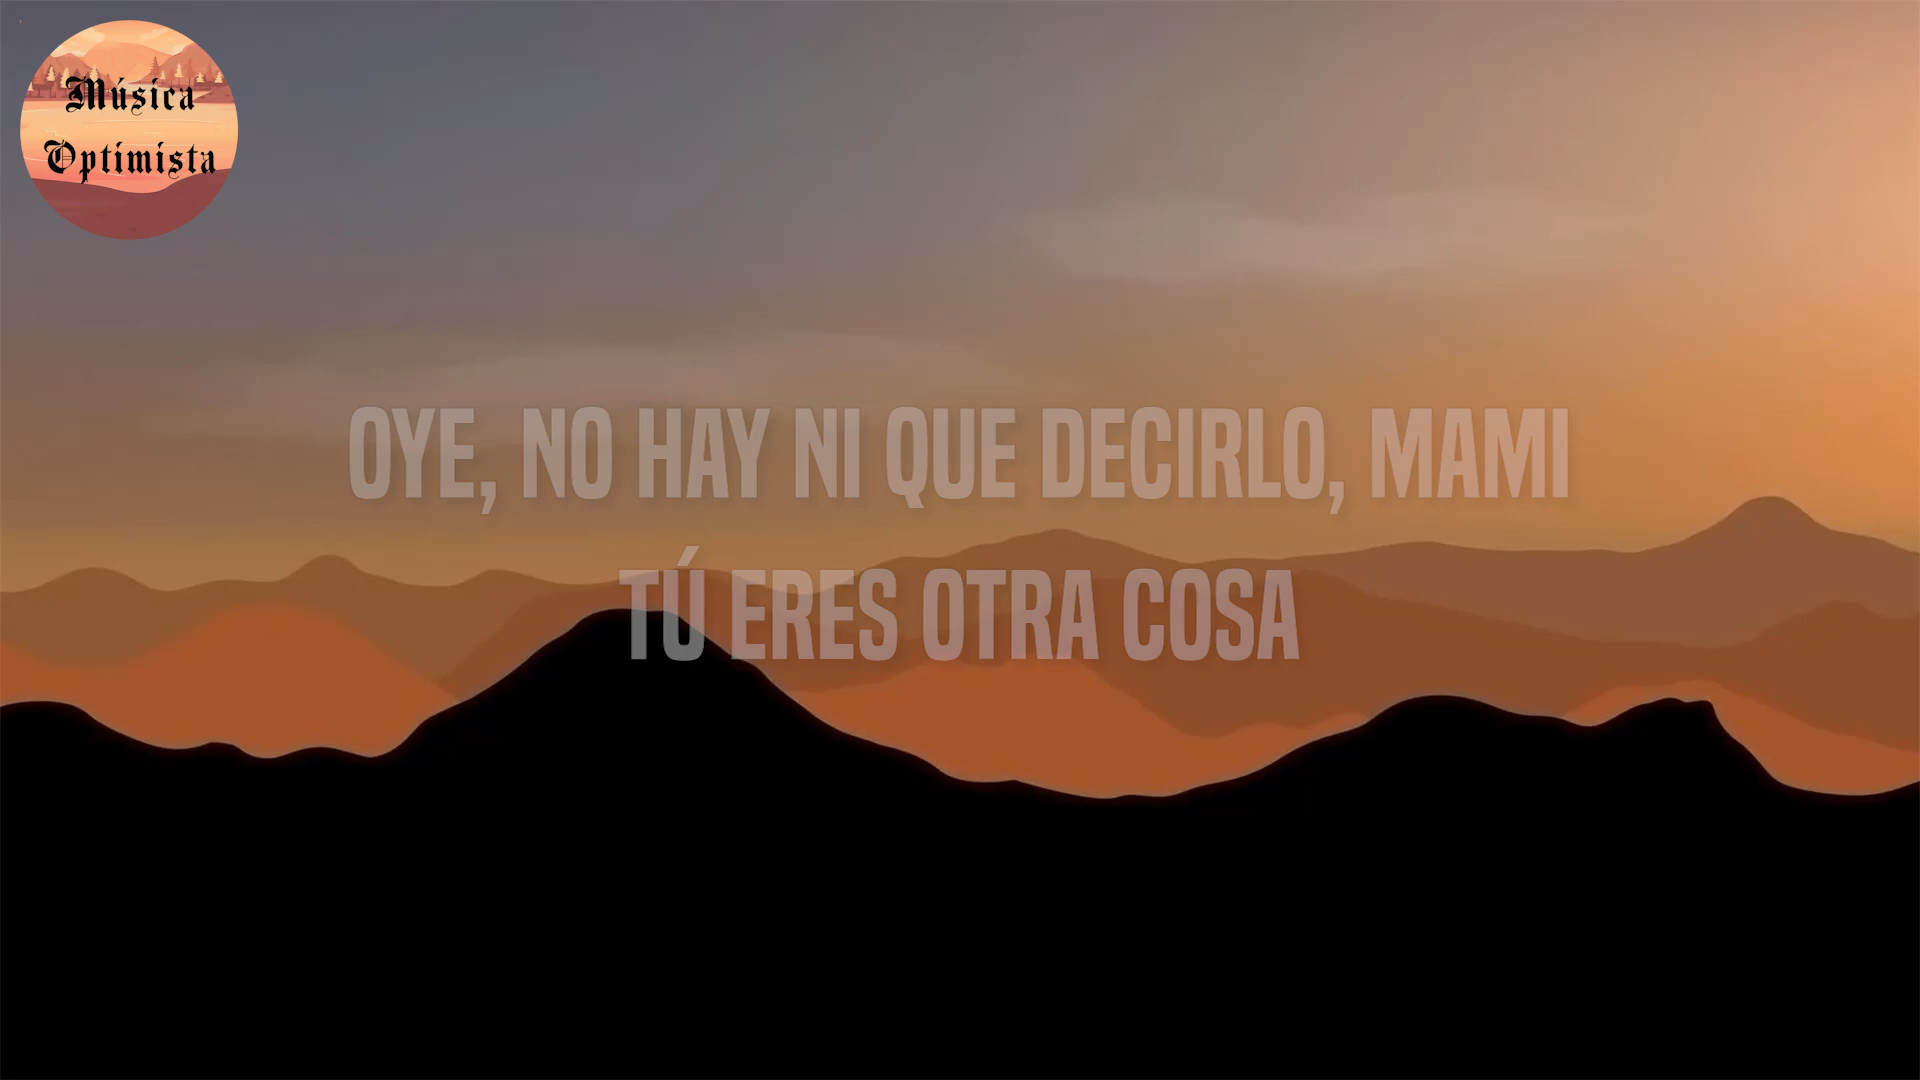 Música
Optimista
OYE, NO HAY NI QUE DECIRLO, MAMI
TÚ ERES OTRA COSA